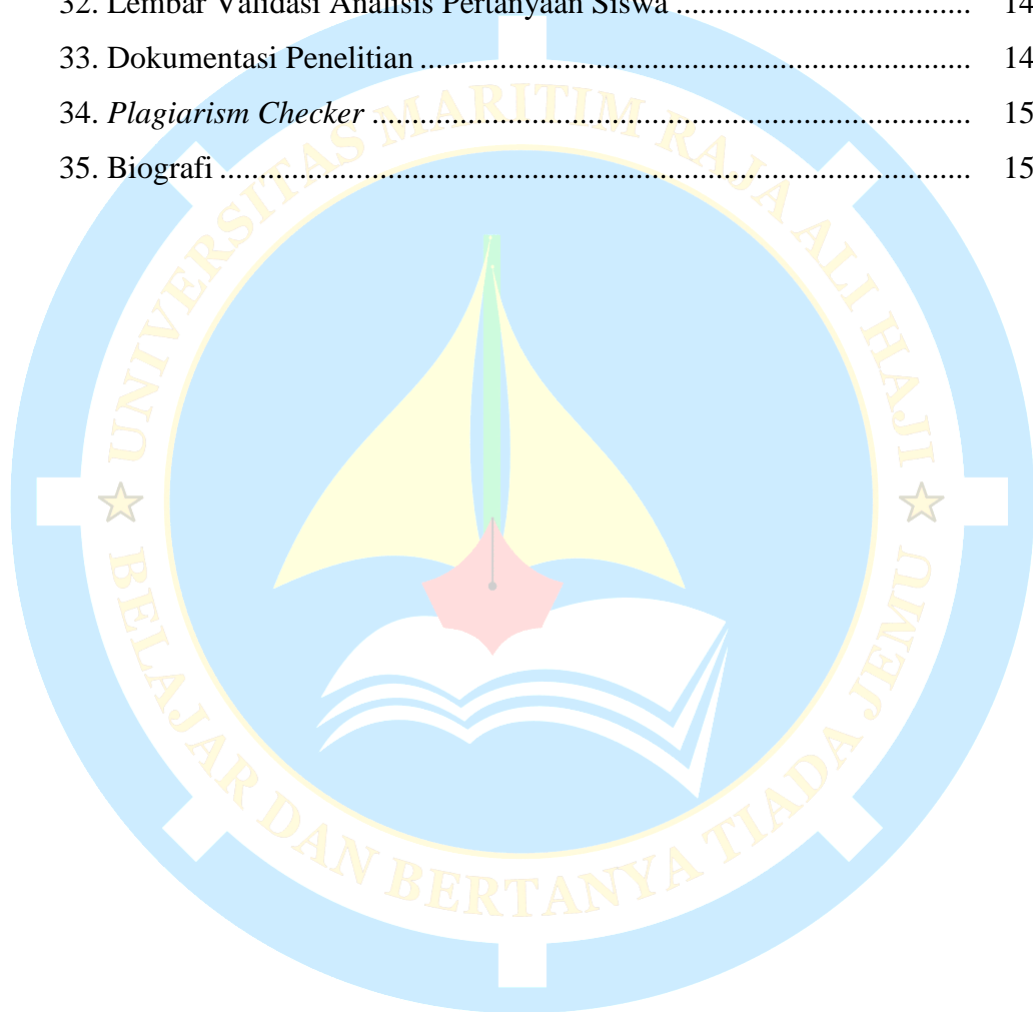 32. Lembar Validasi Analisis Pertanyaan Siswa .................................... 14
33. Dokumentasi Penelitian .................................................................... 14
34. Plagiarism Checker .......................................................................... 15
35. Biografi ............................................................................................. 15
UNIVERSITAS MARITIM RAJA ALI HAJI
BELAJAR DAN BERTANYA TIADA JEMU